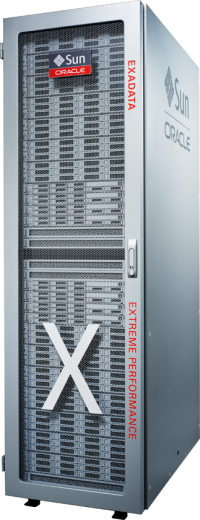 Sun
ORACLE
EXADATA
Sun
ORACLE
EXTREME PERFORMANCE
X